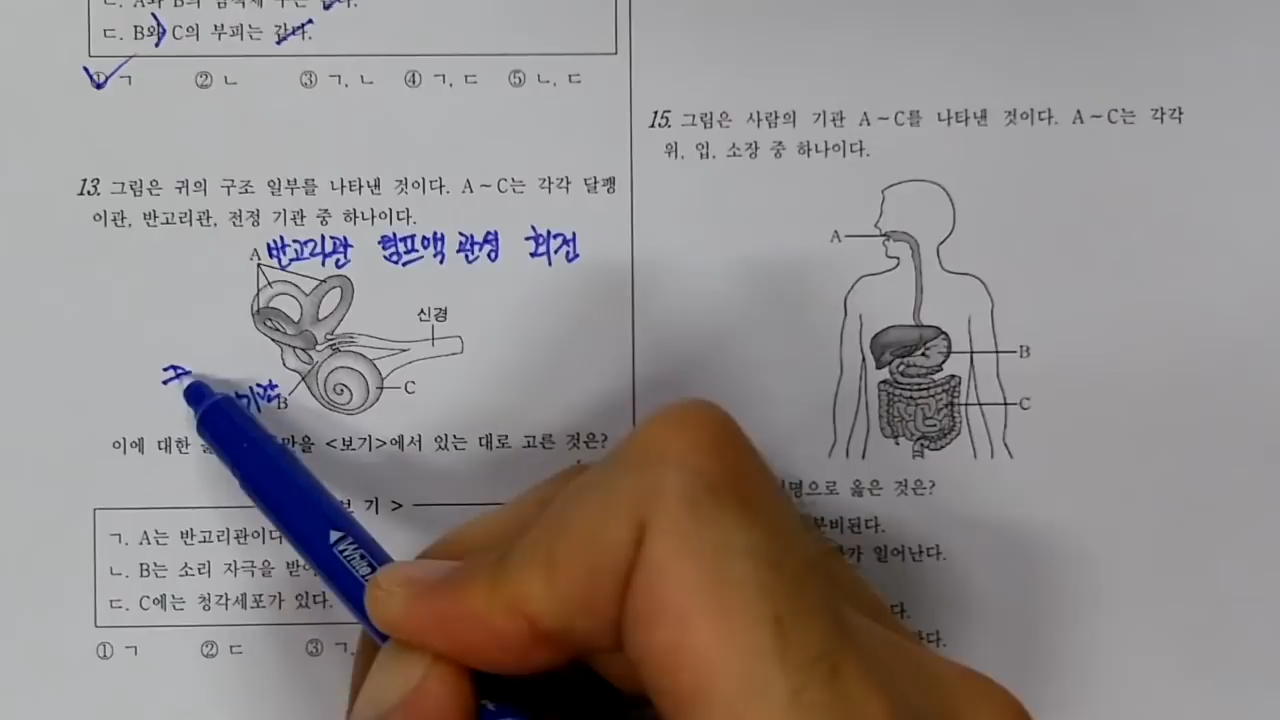 ㄷ. B와 C의 부피는 같다.
① ㄱ ② ㄴ ③ ㄱ, ㄴ ④ ㄱ, ㄷ ⑤ ㄴ, ㄷ
13. 그림은 귀의 구조 일부를 나타낸 것이다. A~C는 각각 달팽
이관, 반고리관, 전정 기관 중 하나이다.
A 반고리관 림프액 관성 회전
신경
기관
B
C
이에 대한 만을 <보기>에서 있는 대로 고른 것은?
보 기 >
ㄱ. A는 반고리관이다
ㄴ. B는 소리 자극을 받아
ㄷ. C에는 청각세포가 있다.
① ㄱ ② ㄷ ③ ㄱ,
15. 그림은 사람의 기관 A~C를 나타낸 것이다. A~C는 각각
위, 입, 소장 중 하나이다.
A
B
C
으로 옳은 것은?
분비된다.
가 일어난다.